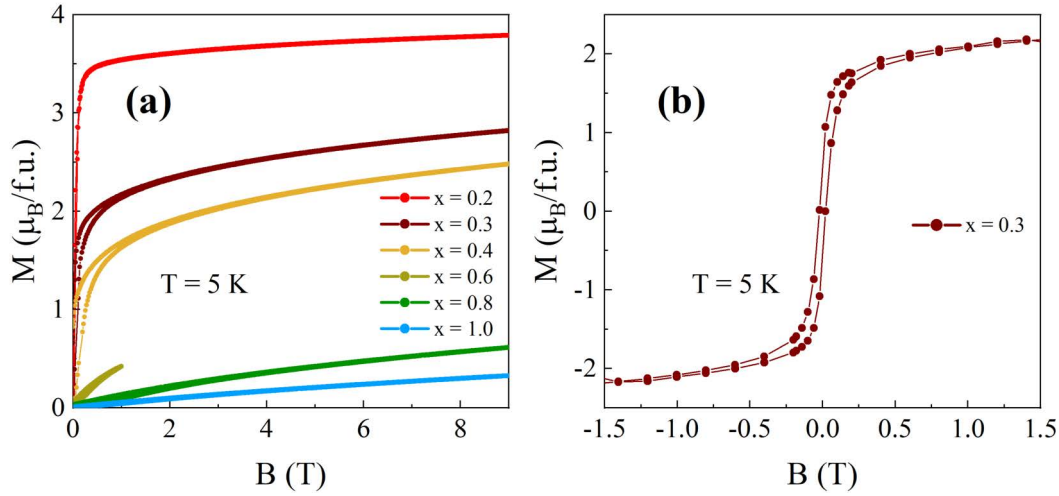 4
3
2
1
0
M (μB/f.u.)
(a)
T = 5 K
x = 0.2
x = 0.3
x = 0.4
x = 0.6
x = 0.8
x = 1.0
0 2 4 6 8
B (T)
2
1
0
-1
-2
M (μB/f.u.)
(b)
x = 0.3
T = 5 K
-1.5 -1.0 -0.5 0.0 0.5 1.0 1.5
B (T)